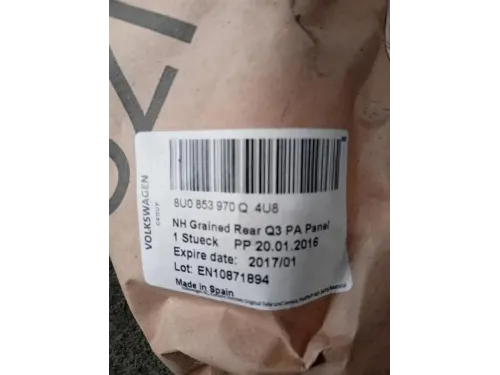 VOLKSWAGEN
GROUP
8U0 853 970 Q 4U8
NH Grained Rear Q3 PA Panel
1 Stueck PP 20.01.2016
Expire date: 2017/01
Lot: EN10871894
Made in Spain